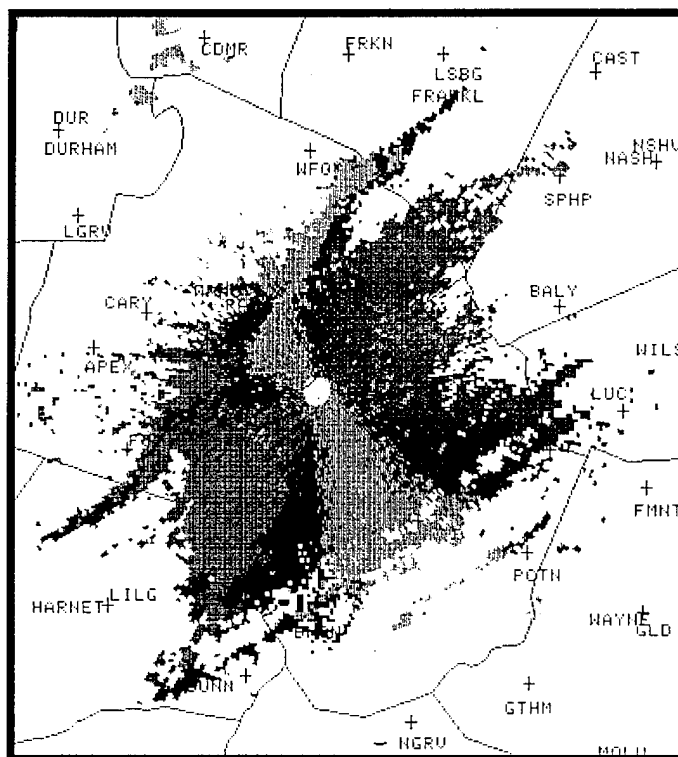 CDMR
FRKN
LSBG
FRANKL
CAST
DUR
DURHAM
NSHV
NASH
WFO
SPHP
LGRV
CARY
BALY
APEX
WILS
LUC
FMNT
POTN
HARNET
LILG
WAYNE
GLD
DUNN
GTHM
NGRV